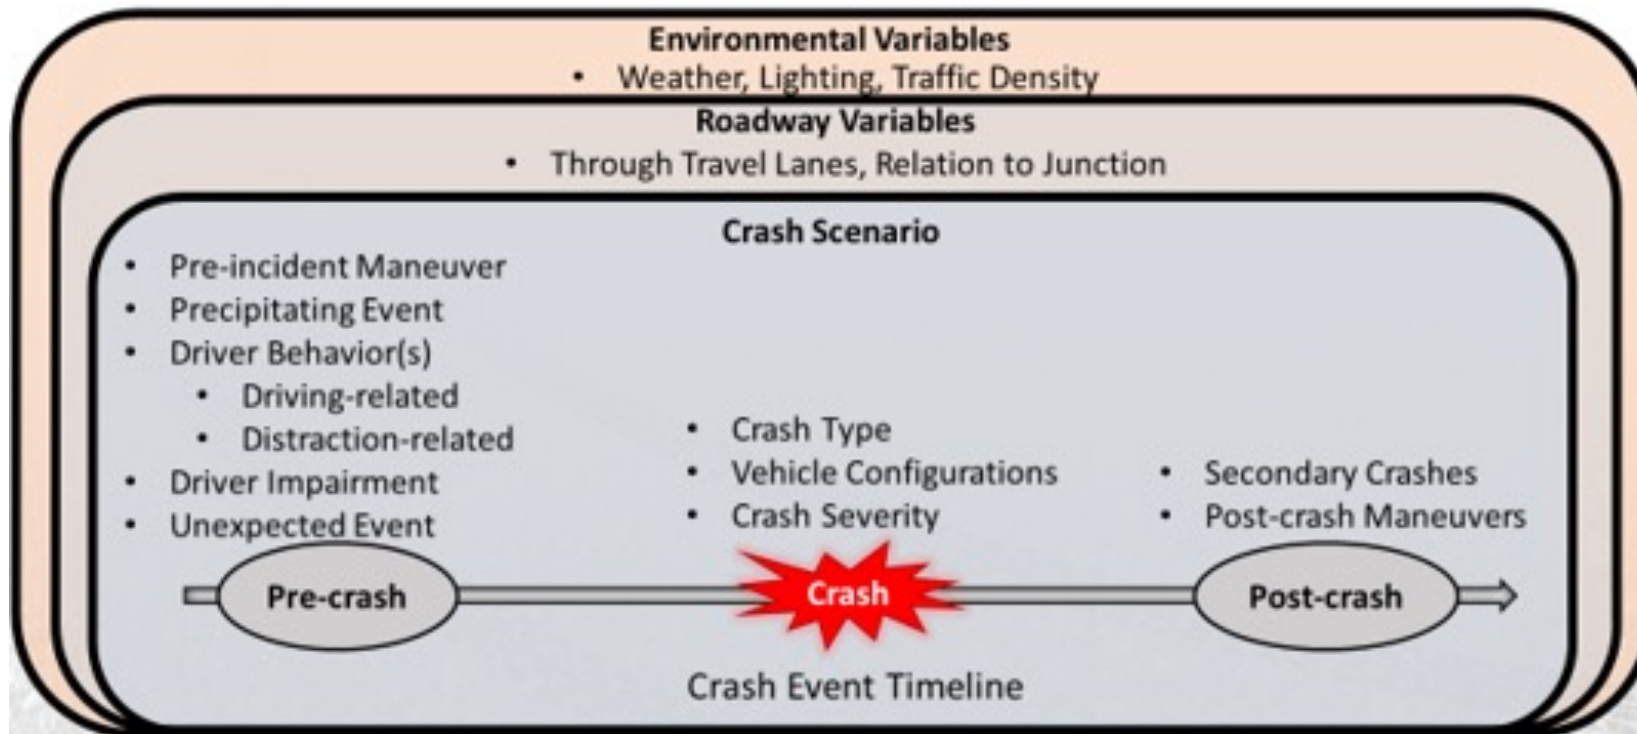 Environmental Variables
• Weather, Lighting, Traffic Density
Roadway Variables
• Through Travel Lanes, Relation to Junction
Crash Scenario
• Pre-incident Maneuver
• Precipitating Event
• Driver Behavior(s)
• Driving-related
• Distraction-related
• Driver Impairment
• Unexpected Event
• Crash Type
• Vehicle Configurations
• Crash Severity
• Secondary Crashes
• Post-crash Maneuvers
Pre-crash
Crash
Post-crash
Crash Event Timeline